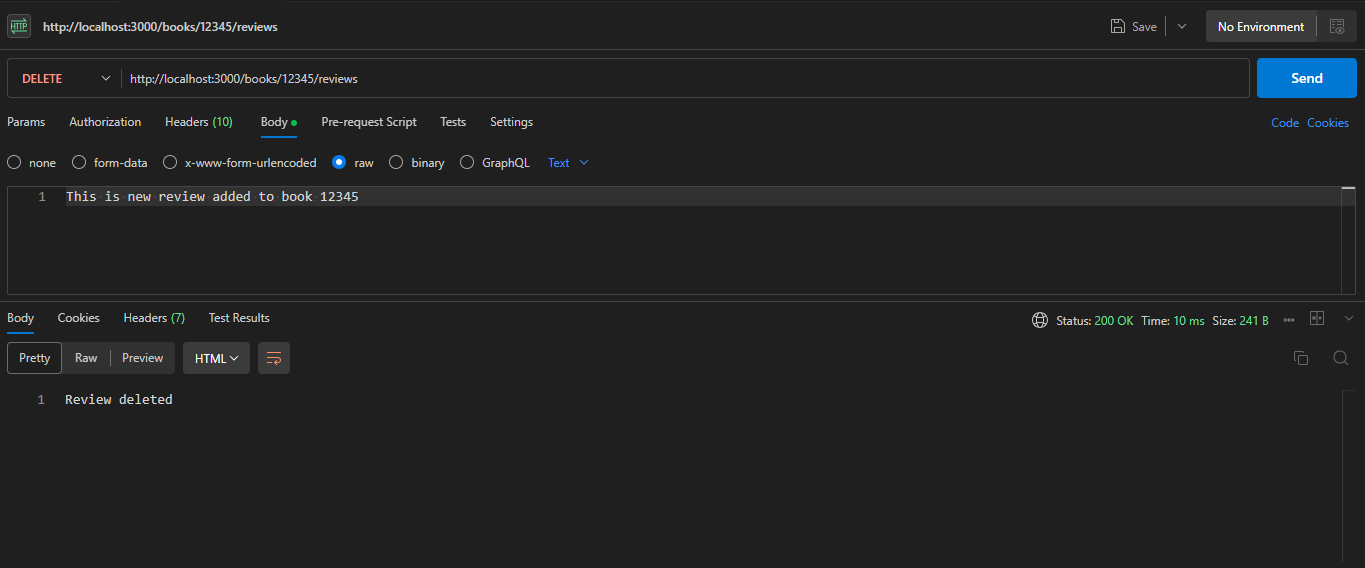 HTTP http://localhost:3000/books/12345/reviews Save No Environment
DELETE http://localhost:3000/books/12345/reviews Send
Params Authorization Headers (10) Body Pre-request Script Tests Settings Code Cookies
none form-data x-www-form-urlencoded raw binary GraphQL Text
1 This is new review added to book 12345
Body Cookies Headers (7) Test Results Status: 200 OK Time: 10 ms Size: 241 B
Pretty Raw Preview HTML
1 Review deleted